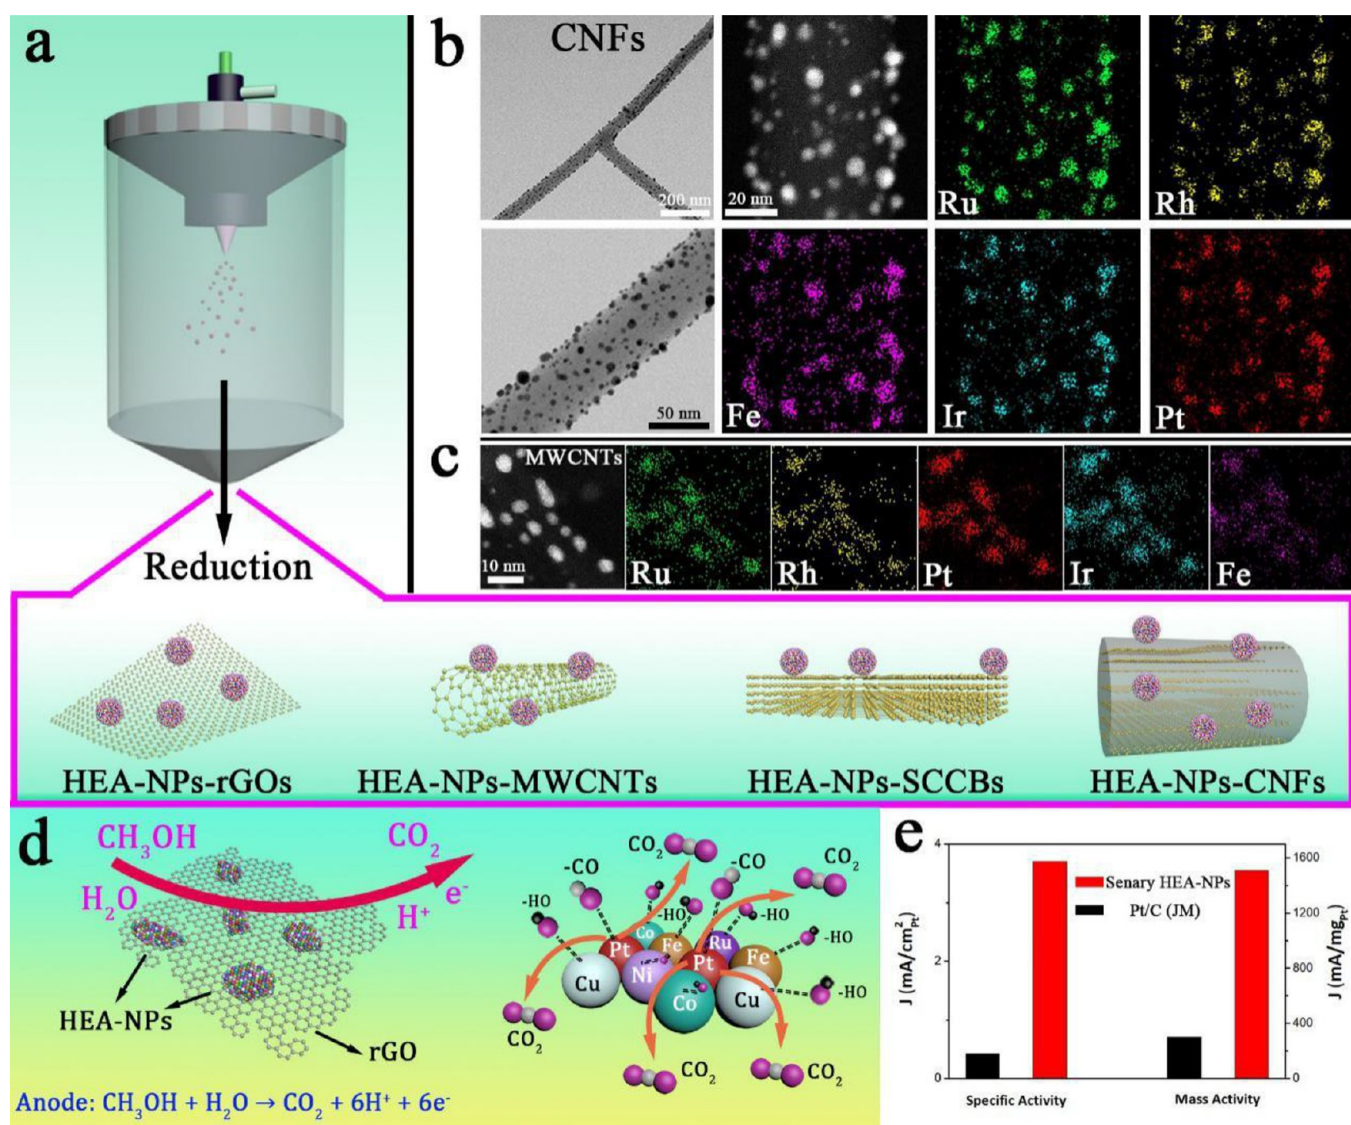 a
Reduction
HEA-NPs-rGOs
HEA-NPs-MWCNTs
HEA-NPs-SCCBs
HEA-NPs-CNFs
b
CNFs
200 nm
20 nm
Ru
Rh
50 nm
Fe
Ir
Pt
c
MWCNTs
10 nm
Ru
Rh
Pt
Ir
Fe
d
CH₃OH
H₂O
CO₂
e⁻
H⁺
HEA-NPs
rGO
Anode: CH₃OH + H₂O → CO₂ + 6H⁺ + 6e⁻
CO₂
-CO
CO₂
-CO
-HO
-HO
-HO
-HO
-HO
Co
Fe
Ru
Pt
Ni
Pt
Fe
Cu
Co
Cu
CO₂
CO₂
CO₂
e
4
2
0
J (mA/cm²Pt)
Senary HEA-NPs
Pt/C (JM)
1600
1200
800
400
0
J (mA/mgPt)
Specific Activity
Mass Activity